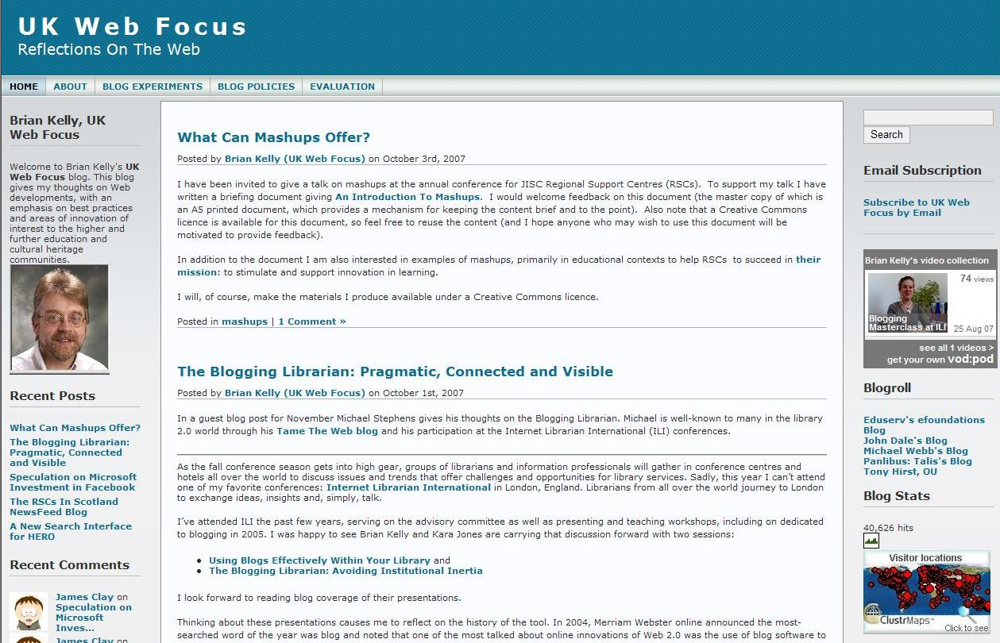 UK Web Focus
Reflections On The Web
HOME ABOUT BLOG EXPERIMENTS BLOG POLICIES EVALUATION
Brian Kelly, UK
Web Focus
Welcome to Brian Kelly's UK
Web Focus blog. This blog
gives my thoughts on Web
developments, with an
emphasis on best practices
and areas of innovation of
interest to the higher and
further education and
cultural heritage
communities.
Recent Posts
What Can Mashups Offer?
The Blogging Librarian:
Pragmatic, Connected
and Visible
Speculation on Microsoft
Investment in Facebook
The RSCs In Scotland
NewsFeed Blog
A New Search Interface
for HERO
Recent Comments
James Clay on
Speculation on
Microsoft
Inves...
James Clay on
What Can Mashups Offer?
Posted by Brian Kelly (UK Web Focus) on October 3rd, 2007
I have been invited to give a talk on mashups at the annual conference for JISC Regional Support Centres (RSCs).  To support my talk I have
written a briefing document giving An Introduction To Mashups.  I would welcome feedback on this document (the master copy of which is
an A5 printed document, which provides a mechanism for keeping the content brief and to the point).  Also note that a Creative Commons
licence is available for this document, so feel free to reuse the content (and I hope anyone who may wish to use this document will be
motivated to provide feedback).
In addition to the document I am also interested in examples of mashups, primarily in educational contexts to help RSCs  to succeed in their
mission: to stimulate and support innovation in learning.
I will, of course, make the materials I produce available under a Creative Commons licence.
Posted in mashups | 1 Comment »
The Blogging Librarian: Pragmatic, Connected and Visible
Posted by Brian Kelly (UK Web Focus) on October 1st, 2007
In a guest blog post for November Michael Stephens gives his thoughts on the Blogging Librarian. Michael is well-known to many in the library
2.0 world through his Tame The Web blog and his participation at the Internet Librarian International (ILI) conferences.
As the fall conference season gets into high gear, groups of librarians and information professionals will gather in conference centres and
hotels all over the world to discuss issues and trends that offer challenges and opportunities for library services. Sadly, this year I can't attend
one of my favorite conferences: Internet Librarian International in London, England. Librarians from all over the world journey to London
to exchange ideas, insights and, simply, talk.
I've attended ILI the past few years, serving on the advisory committee as well as presenting and teaching workshops, including on dedicated
to blogging in 2005. I was happy to see Brian Kelly and Kara Jones are carrying that discussion forward with two sessions:
• Using Blogs Effectively Within Your Library and
• The Blogging Librarian: Avoiding Institutional Inertia
I look forward to reading blog coverage of their presentations.
Thinking about these presentations causes me to reflect on the history of the tool. In 2004, Merriam Webster online announced the most-
searched word of the year was blog and noted that one of the most talked about online innovations of Web 2.0 was the use of blog software to
Search
Email Subscription
Subscribe to UK Web
Focus by Email
Brian Kelly's video collection
74 views
Blogging
Masterclass at ILI
25 Aug 07
see all 1 videos >
get your own vod:pod
Blogroll
Eduserv's efoundations
Blog
John Dale's Blog
Michael Webb's Blog
Panlibus: Talis's Blog
Tony Hirst, OU
Blog Stats
40,626 hits
Visitor locations
ClustrMaps™
Click to see